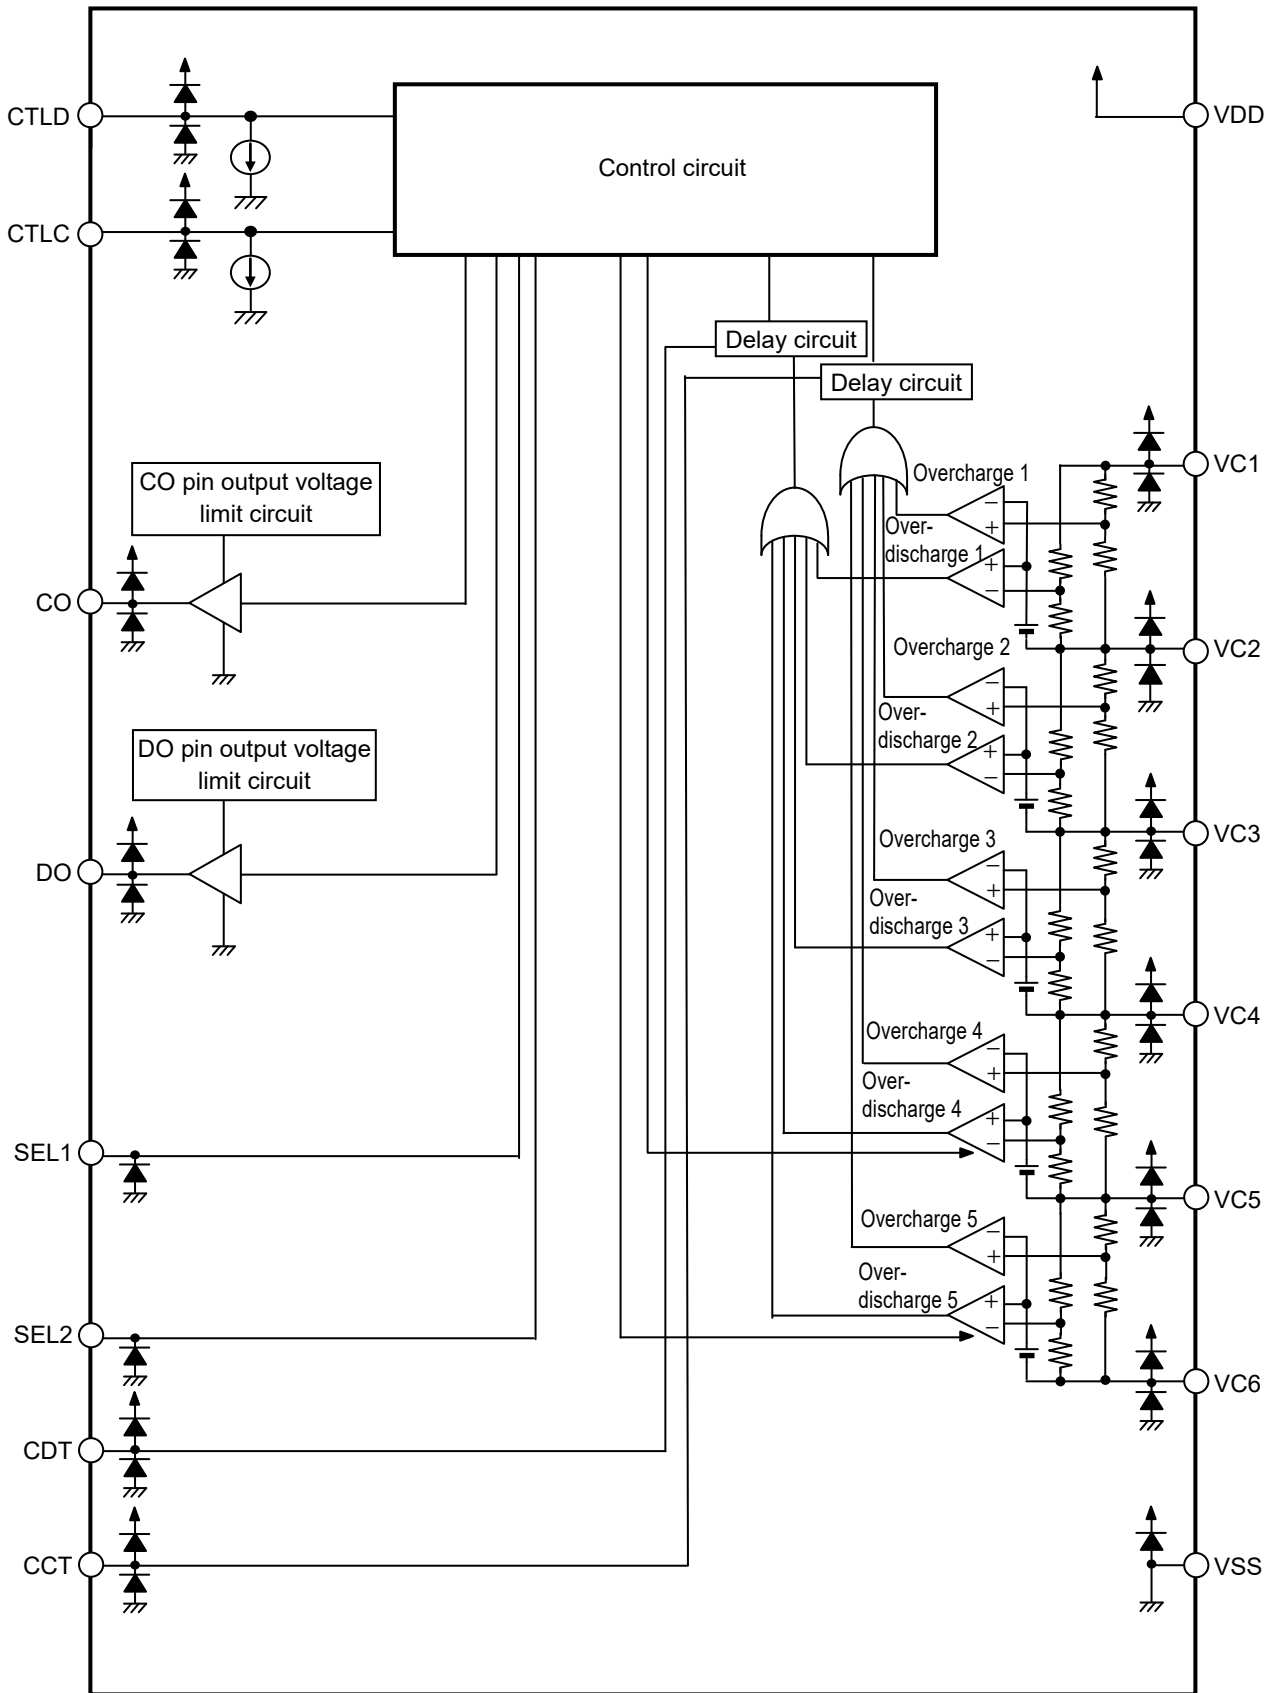 CTLD
Control circuit
VDD
CTLC
Delay circuit
Delay circuit
CO pin output voltage
limit circuit
VC1
Overcharge 1
−
+
Over-
discharge 1
+
−
CO
VC2
Overcharge 2
−
+
Over-
discharge 2
+
−
DO pin output voltage
limit circuit
DO
VC3
Overcharge 3
−
+
Over-
discharge 3
+
−
VC4
Overcharge 4
−
+
Over-
discharge 4
+
−
SEL1
VC5
Overcharge 5
−
+
Over-
discharge 5
+
−
SEL2
VC6
CDT
CCT
VSS